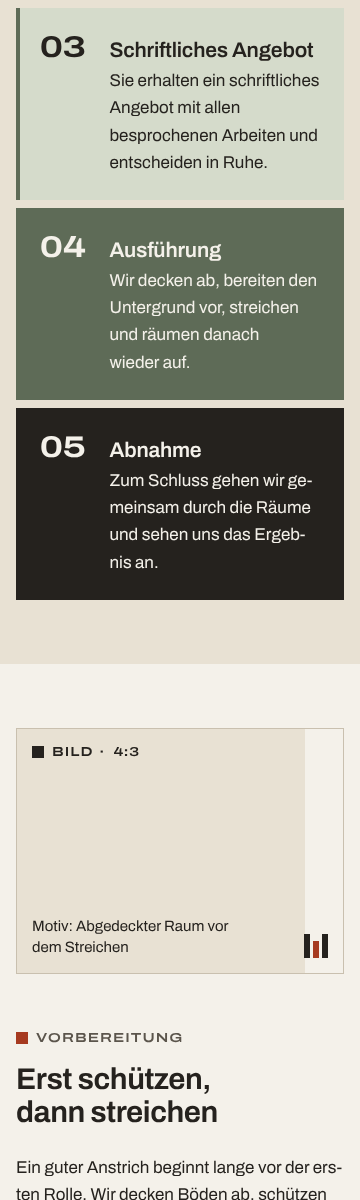 03
Schriftliches Angebot
Sie erhalten ein schriftliches
Angebot mit allen
besprochenen Arbeiten und
entscheiden in Ruhe.
04
Ausführung
Wir decken ab, bereiten den
Untergrund vor, streichen
und räumen danach
wieder auf.
05
Abnahme
Zum Schluss gehen wir ge-
meinsam durch die Räume
und sehen uns das Ergeb-
nis an.
BILD · 4:3
Motiv: Abgedeckter Raum vor
dem Streichen
VORBEREITUNG
Erst schützen,
dann streichen
Ein guter Anstrich beginnt lange vor der ers-
ten Rolle. Wir decken Böden ab, schützen